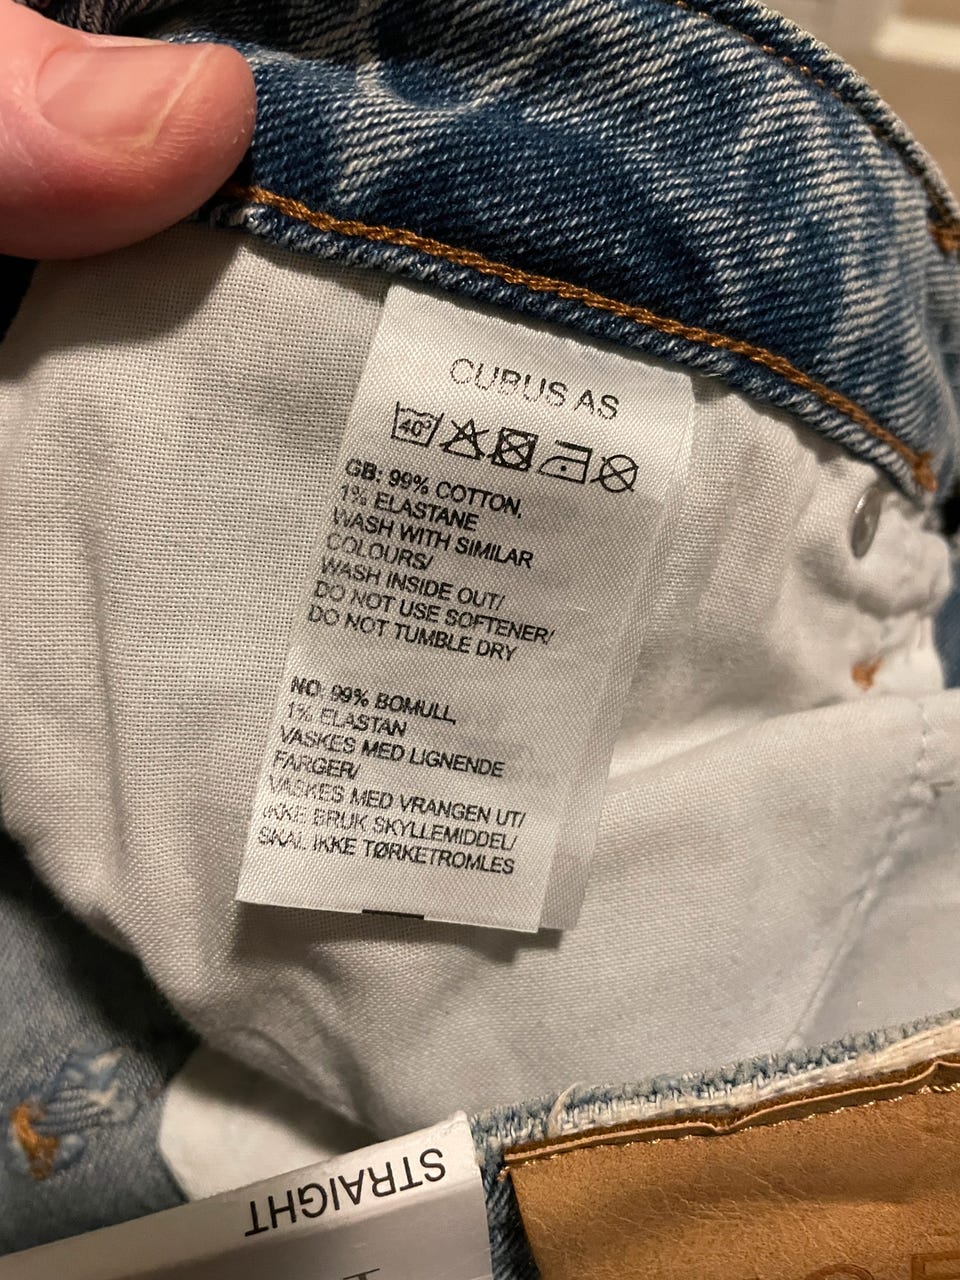 CUBUS AS
40°
GB: 99% COTTON,
1% ELASTANE
WASH WITH SIMILAR
COLOURS/
WASH INSIDE OUT/
DO NOT USE SOFTENER/
DO NOT TUMBLE DRY
NO: 99% BOMULL,
1% ELASTAN
VASKES MED LIGNENDE
FARGER/
VASKES MED VRANGEN UT/
IKKE BRUK SKYLLEMIDDEL/
SKAL IKKE TØRKETROMLES
STRAIGHT